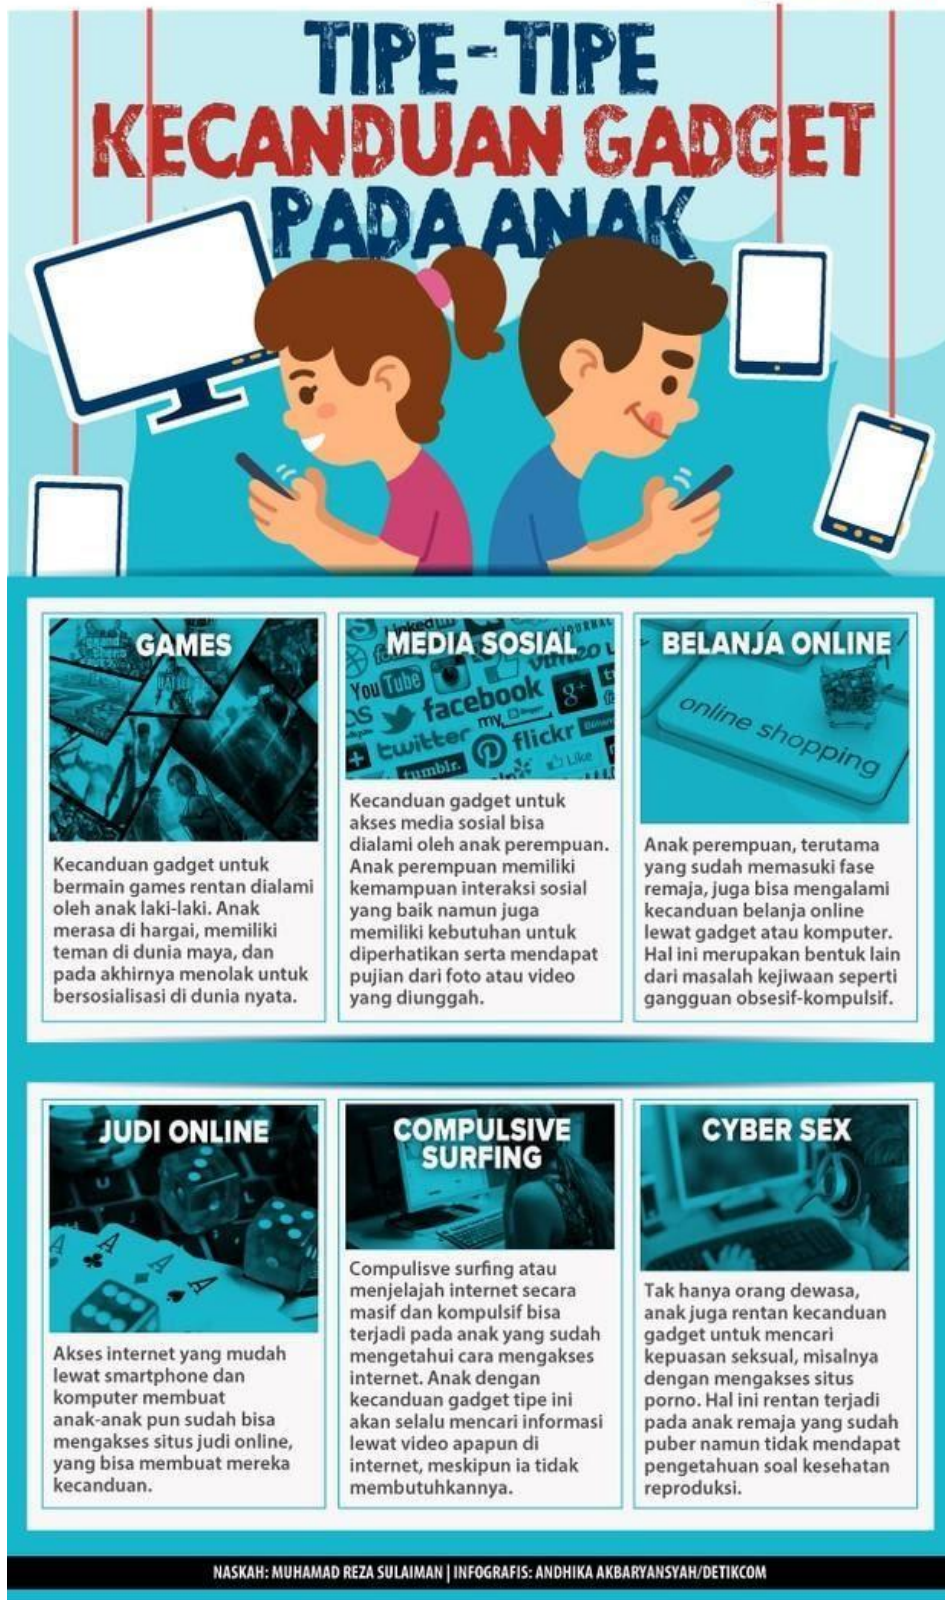 TIPE-TIPE
KECANDUAN GADGET
PADA ANAK
GAMES
Kecanduan gadget untuk
bermain games rentan dialami
oleh anak laki-laki. Anak
merasa di hargai, memiliki
teman di dunia maya, dan
pada akhirnya menolak untuk
bersosialisasi di dunia nyata.
MEDIA SOSIAL
LinkedIn
YouTube
vimeo
facebook
g+
twitter
my
flickr
tumblr.
Like
Kecanduan gadget untuk
akses media sosial bisa
dialami oleh anak perempuan.
Anak perempuan memiliki
kemampuan interaksi sosial
yang baik namun juga
memiliki kebutuhan untuk
diperhatikan serta mendapat
pujian dari foto atau video
yang diunggah.
BELANJA ONLINE
online shopping
Anak perempuan, terutama
yang sudah memasuki fase
remaja, juga bisa mengalami
kecanduan belanja online
lewat gadget atau komputer.
Hal ini merupakan bentuk lain
dari masalah kejiwaan seperti
gangguan obsesif-kompulsif.
JUDI ONLINE
A
A
A
A
Akses internet yang mudah
lewat smartphone dan
komputer membuat
anak-anak pun sudah bisa
mengakses situs judi online,
yang bisa membuat mereka
kecanduan.
COMPULSIVE
SURFING
Compulisve surfing atau
menjelajah internet secara
masif dan kompulsif bisa
terjadi pada anak yang sudah
mengetahui cara mengakses
internet. Anak dengan
kecanduan gadget tipe ini
akan selalu mencari informasi
lewat video apapun di
internet, meskipun ia tidak
membutuhkannya.
CYBER SEX
Tak hanya orang dewasa,
anak juga rentan kecanduan
gadget untuk mencari
kepuasan seksual, misalnya
dengan mengakses situs
porno. Hal ini rentan terjadi
pada anak remaja yang sudah
puber namun tidak mendapat
pengetahuan soal kesehatan
reproduksi.
NASKAH: MUHAMAD REZA SULAIMAN | INFOGRAFIS: ANDHIKA AKBARYANSYAH/DETIKCOM